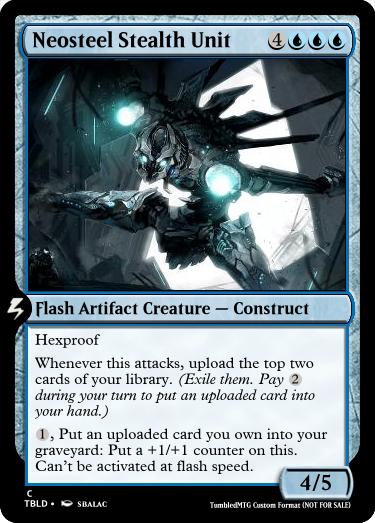 Neosteel Stealth Unit 4
Flash Artifact Creature — Construct
Hexproof
Whenever this attacks, upload the top two
cards of your library. (Exile them. Pay 2
during your turn to put an uploaded card into
your hand.)
1, Put an uploaded card you own into your
graveyard: Put a +1/+1 counter on this.
Can't be activated at flash speed.
4/5
C
TBLD • SBALAC
TumbledMTG Custom Format (NOT FOR SALE)